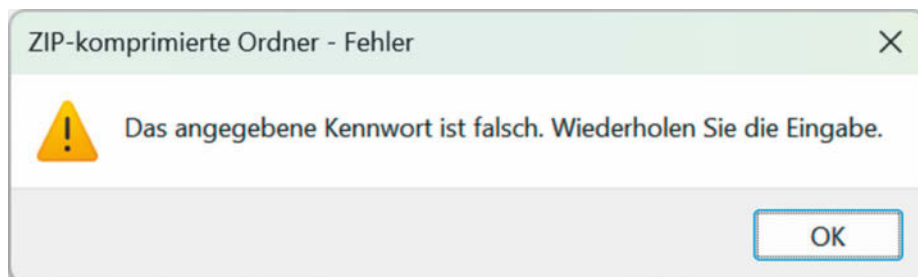 ZIP-komprimierte Ordner - Fehler
Das angegebene Kennwort ist falsch. Wiederholen Sie die Eingabe.
OK